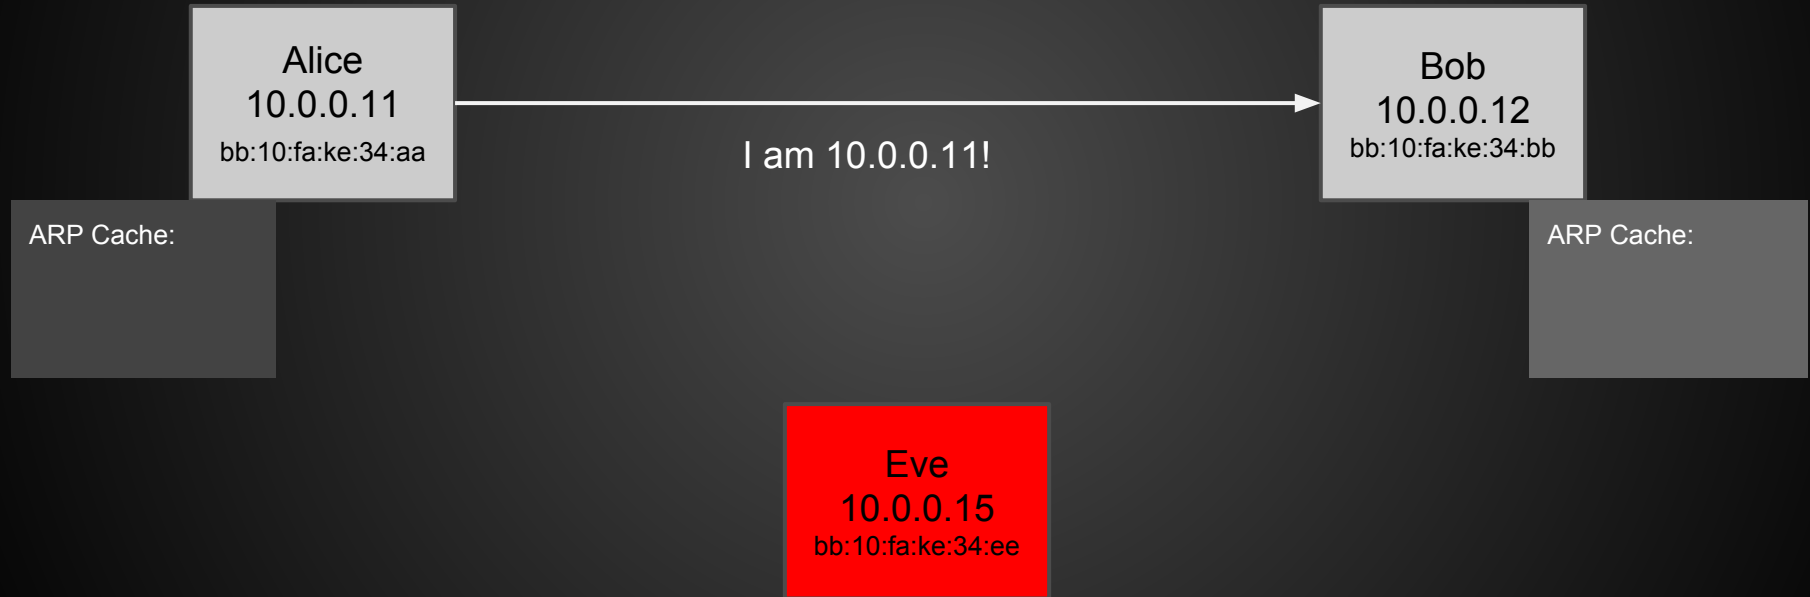 Alice
10.0.0.11
bb:10:fa:ke:34:aa
I am 10.0.0.11!
Bob
10.0.0.12
bb:10:fa:ke:34:bb
ARP Cache:
ARP Cache:
Eve
10.0.0.15
bb:10:fa:ke:34:ee